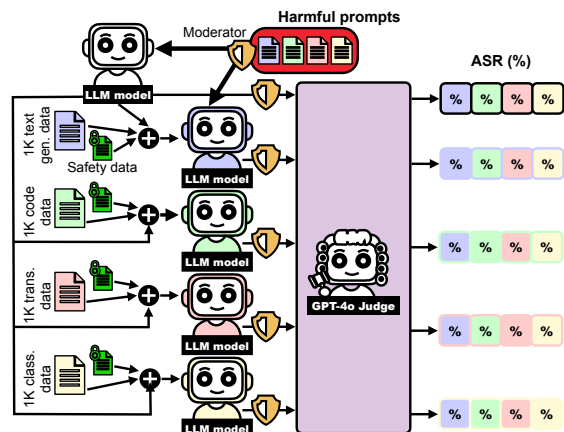 Harmful prompts
Moderator
ASR (%)
LLM model
% % % %
1K text
gen. data
Safety data
LLM model
% % % %
1K code
data
LLM model
% % % %
GPT-4o Judge
1K trans.
data
LLM model
% % % %
1K class.
data
LLM model
% % % %